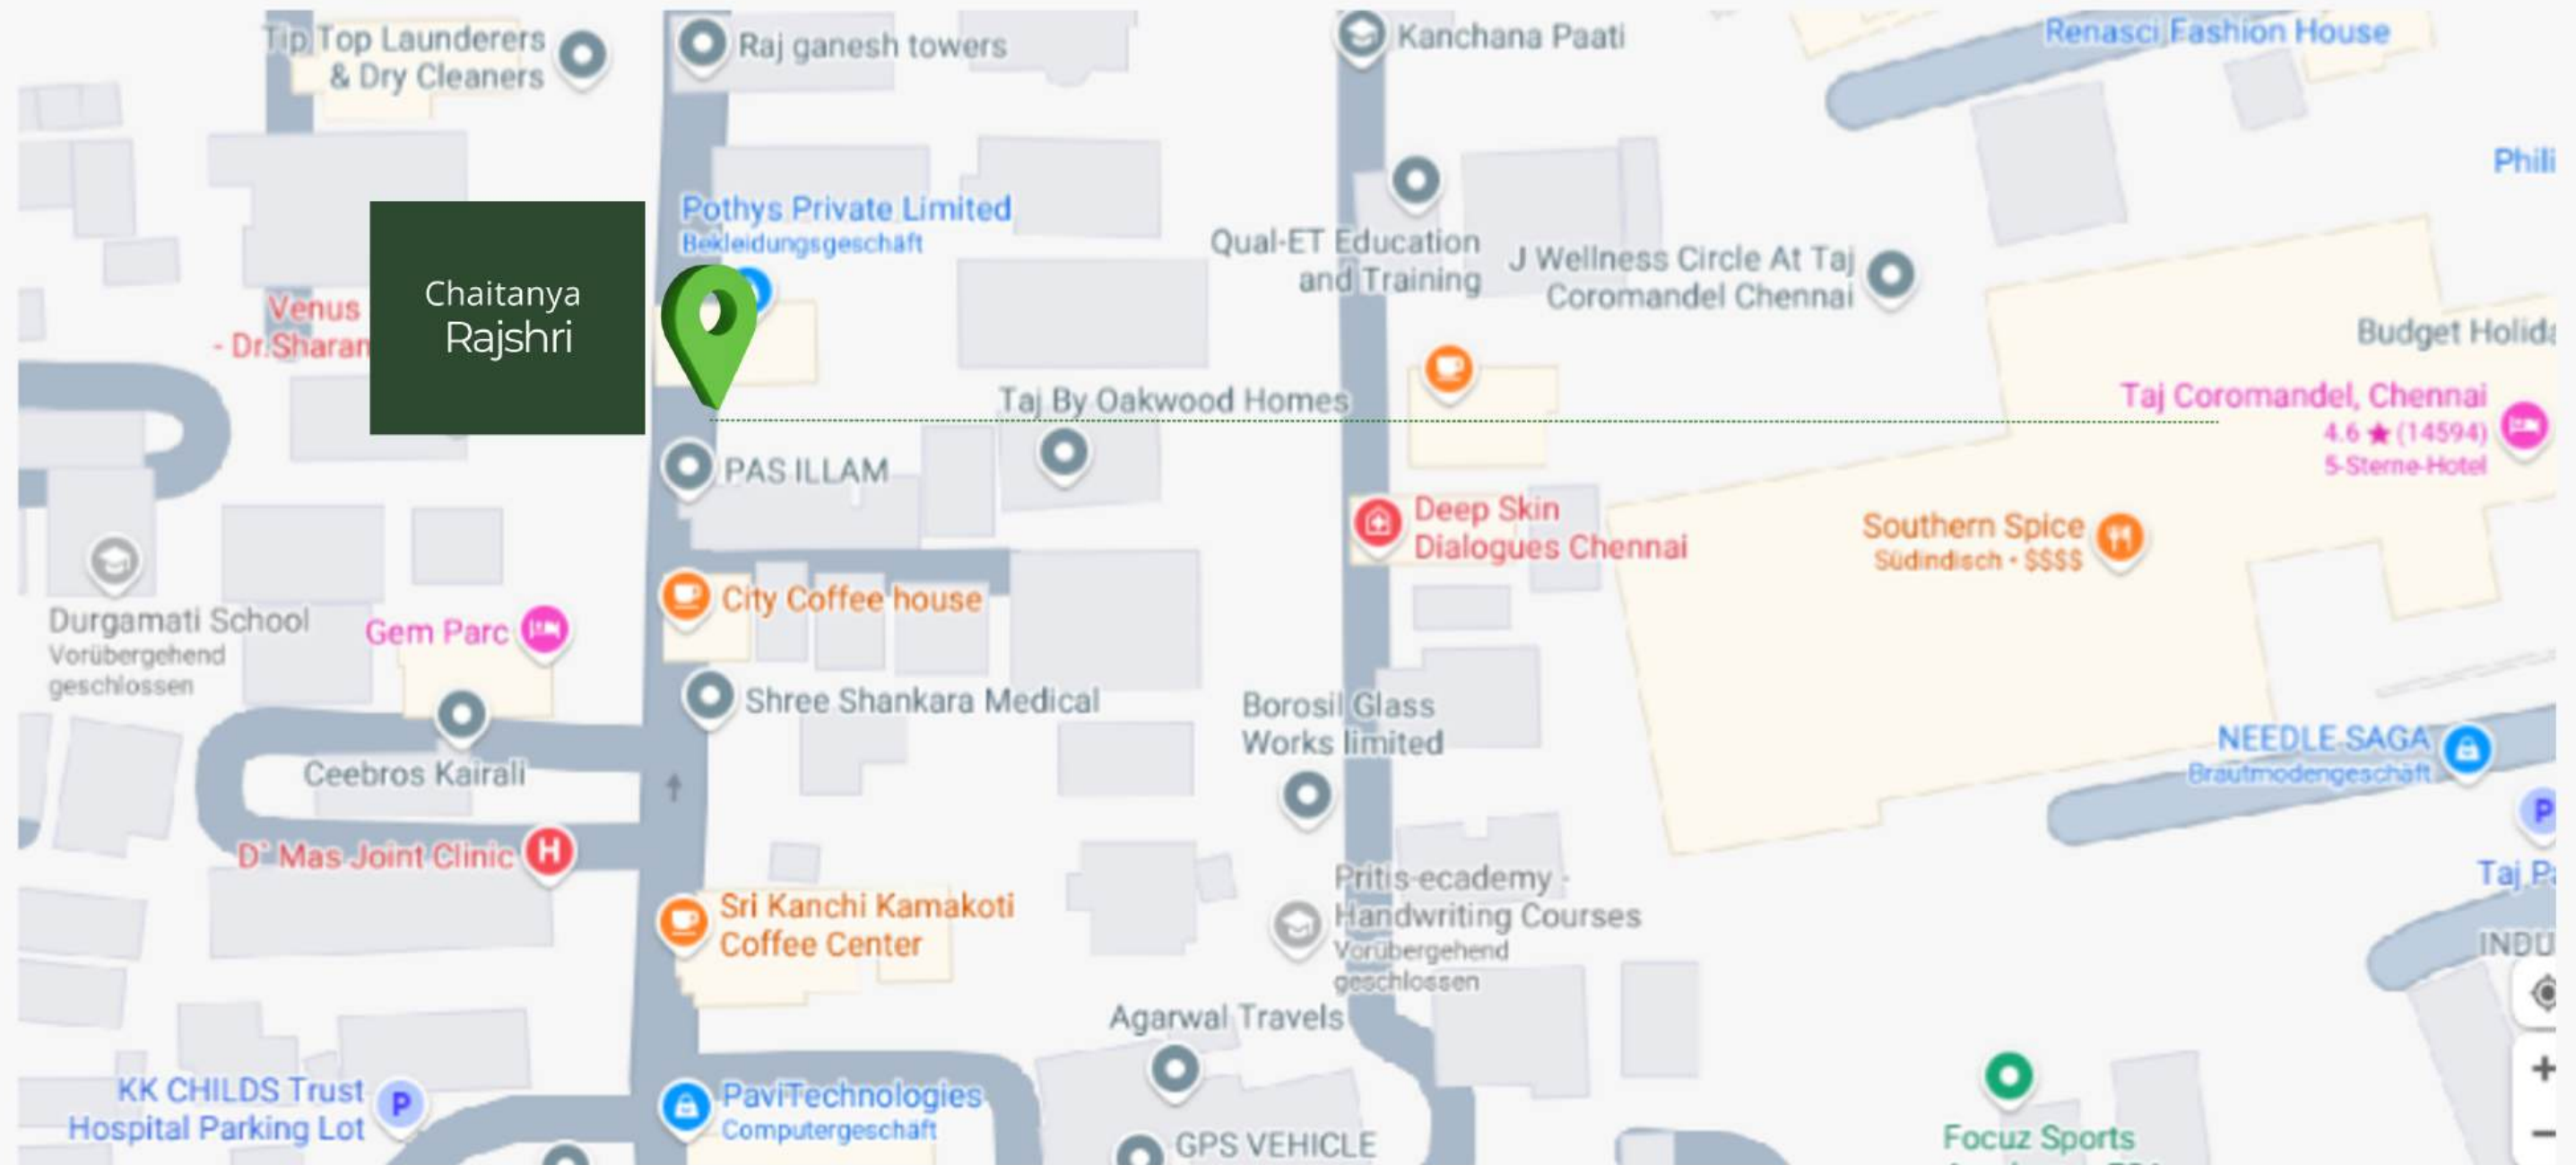 Tip Top Launderers
& Dry Cleaners
Raj ganesh towers
Kanchana Paati
Renasci Fashion House
Phili
Pothys Private Limited
Bekleidungsgeschäft
Qual-ET Education
and Training
J Wellness Circle At Taj
Coromandel Chennai
Chaitanya
Rajshri
Venus
- Dr.Sharan
Budget Holida
Taj By Oakwood Homes
Taj Coromandel, Chennai
4.6 ★ (14594)
5-Sterne-Hotel
PAS ILLAM
Deep Skin
Dialogues Chennai
Southern Spice
Südindisch • $$$$
City Coffee house
Durgamati School
Vorübergehend
geschlossen
Gem Parc
Shree Shankara Medical
Borosil Glass
Works limited
NEEDLE SAGA
Brautmodengeschäft
Ceebros Kairali
P
D' Mas Joint Clinic
H
Taj Pa
Sri Kanchi Kamakoti
Coffee Center
Pritis-ecademy -
Handwriting Courses
Vorübergehend
geschlossen
INDU
Agarwal Travels
KK CHILDS Trust
Hospital Parking Lot
P
PaviTechnologies
Computergeschäft
GPS VEHICLE
Focuz Sports